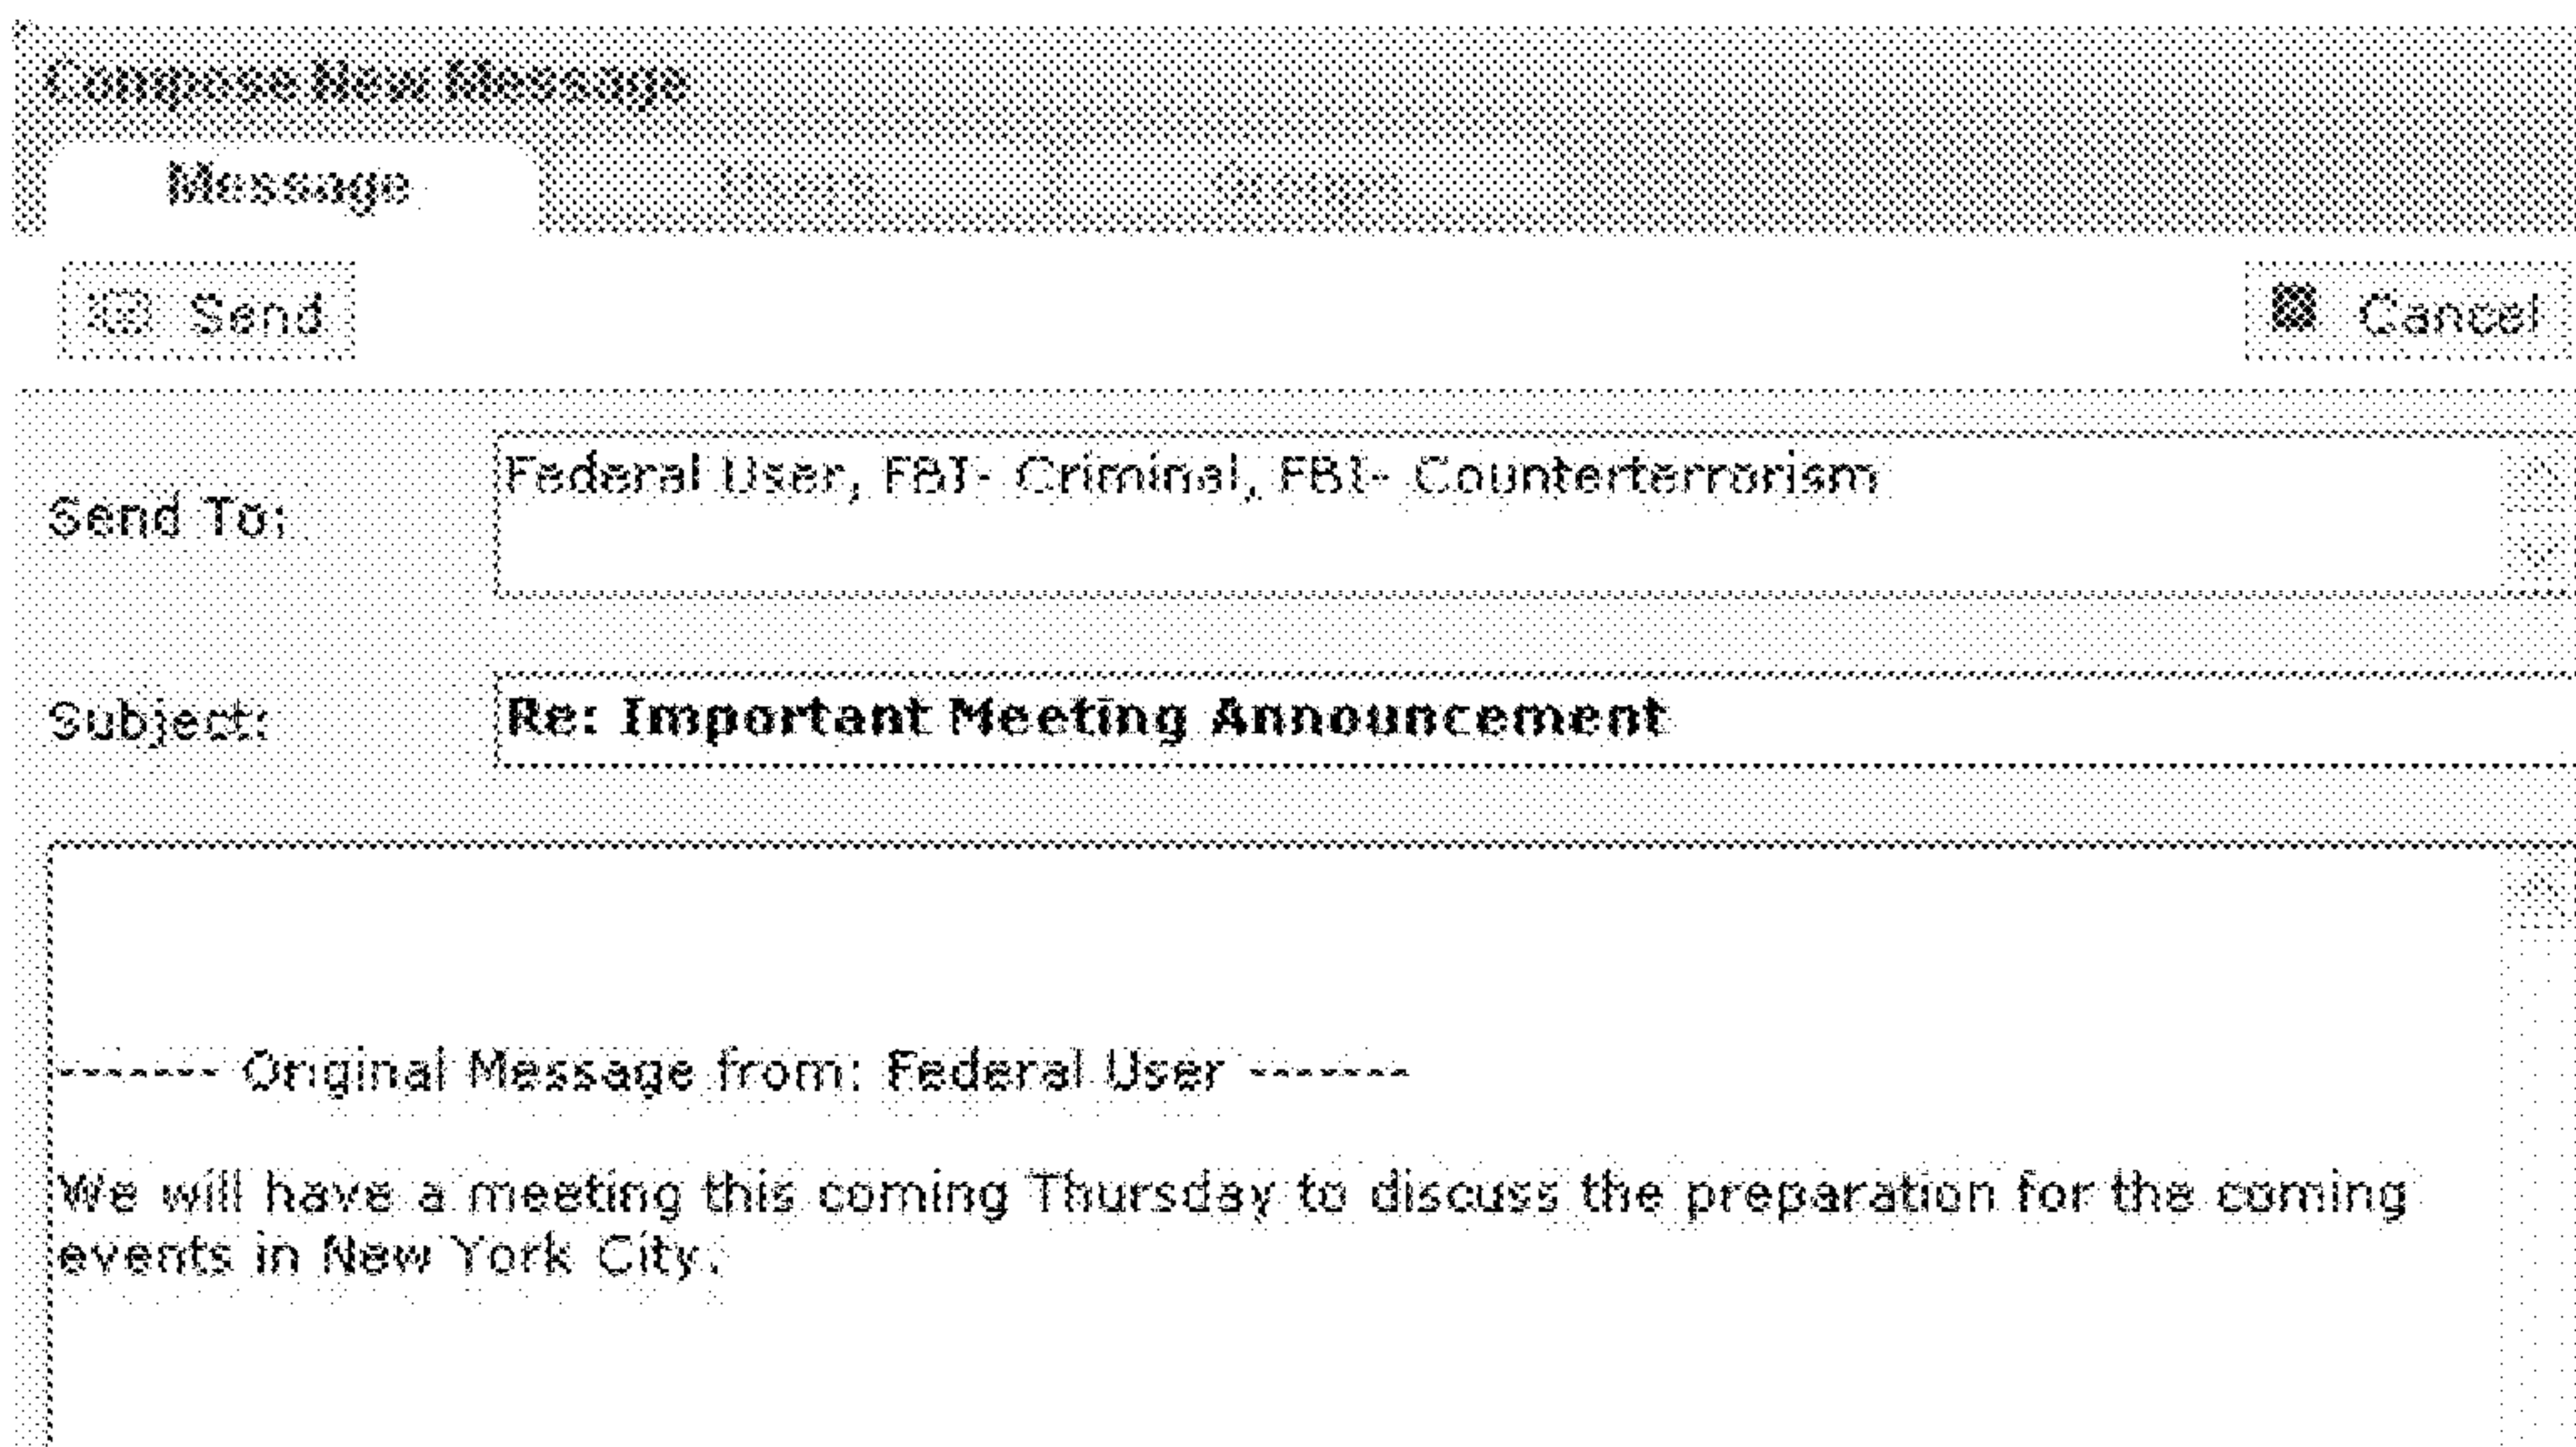 Compose New Message
Message Users Groups
Send Cancel
Send To: Federal User, FBI- Criminal, FBI- Counterterrorism
Subject: Re: Important Meeting Announcement
------- Original Message from: Federal User -------
We will have a meeting this coming Thursday to discuss the preparation for the coming
events in New York City.